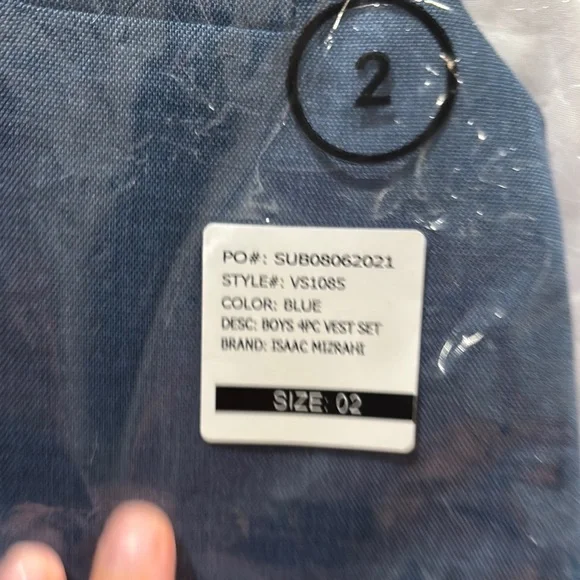 2
PO#: SUB08062021
STYLE#: VS1085
COLOR: BLUE
DESC: BOYS 4PC VEST SET
BRAND: ISAAC MIZRAHI
SIZE: 02